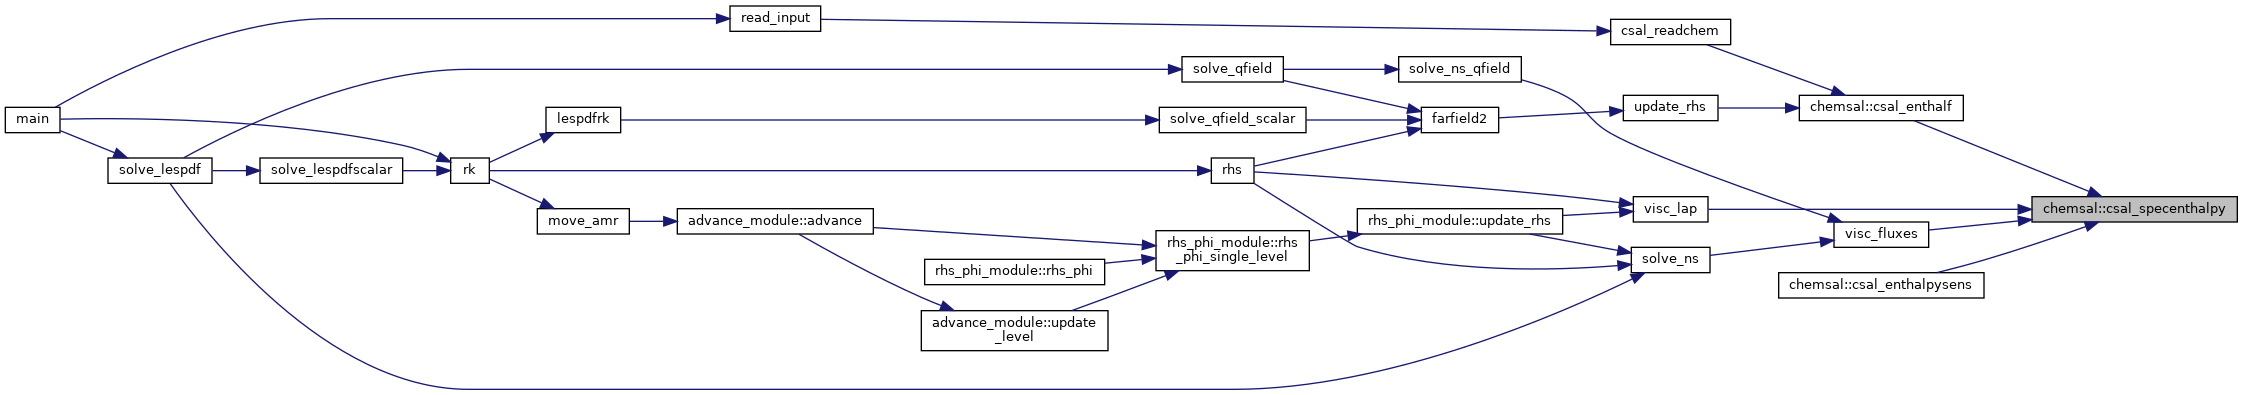 read_input
csal_readchem
solve_qfield
solve_ns_qfield
main
lespdfrk
solve_qfield_scalar
farfield2
update_rhs
chemsal::csal_enthalf
solve_lespdf
solve_lespdfscalar
rk
rhs
move_amr
advance_module::advance
rhs_phi_module::update_rhs
visc_lap
chemsal::csal_specenthalpy
rhs_phi_module::rhs
_phi_single_level
visc_fluxes
rhs_phi_module::rhs_phi
solve_ns
chemsal::csal_enthalpysens
advance_module::update
_level